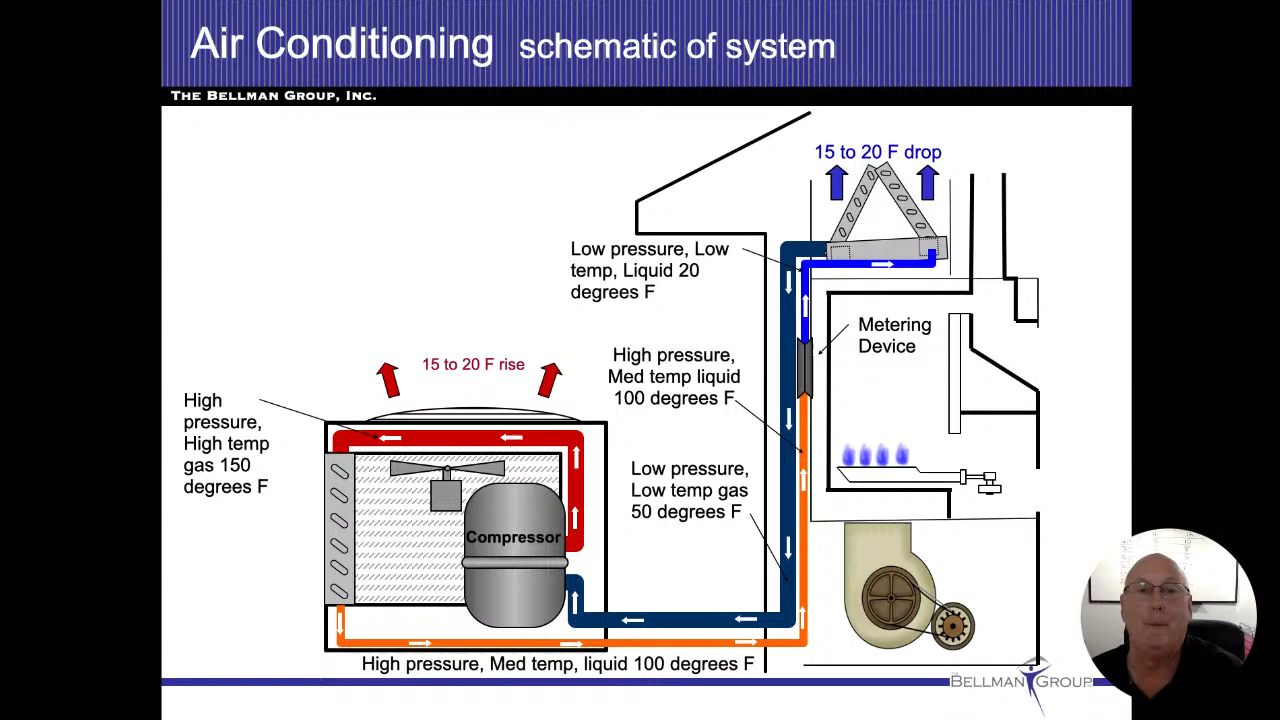 Air Conditioning schematic of system
THE BELLMAN GROUP, INC.
15 to 20 F drop
Low pressure, Low
temp, Liquid 20
degrees F
Metering
Device
High pressure,
Med temp liquid
100 degrees F
15 to 20 F rise
High
pressure,
High temp
gas 150
degrees F
Low pressure,
Low temp gas
50 degrees F
Compressor
High pressure, Med temp, liquid 100 degrees F
THE
BELLMAN GROUP